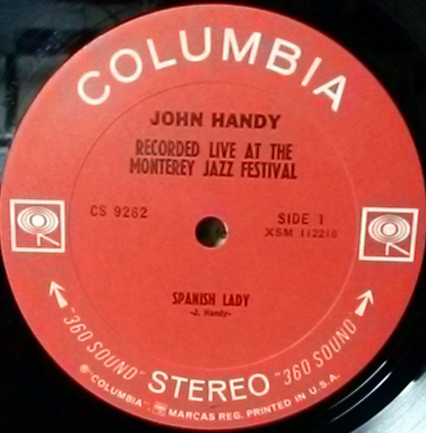 COLUMBIA
JOHN HANDY
RECORDED LIVE AT THE
MONTEREY JAZZ FESTIVAL
CS 9262
SIDE 1
XSM 112216
SPANISH LADY
-J. Handy-
"360 SOUND" STEREO "360 SOUND"
℗"COLUMBIA", MARCAS REG. PRINTED IN U.S.A.